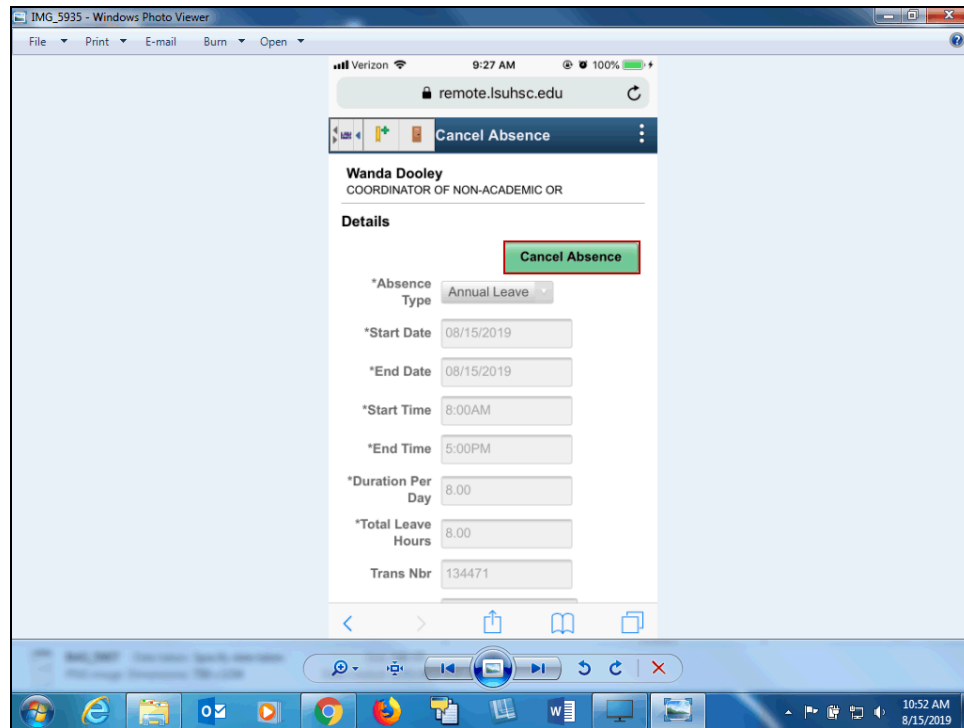 IMG_5935 - Windows Photo Viewer
File Print E-mail Burn Open
Verizon 9:27 AM 100%
remote.lsuhsc.edu
Cancel Absence
Wanda Dooley
COORDINATOR OF NON-ACADEMIC OR
Details
Cancel Absence
*Absence Type Annual Leave
*Start Date 08/15/2019
*End Date 08/15/2019
*Start Time 8:00AM
*End Time 5:00PM
*Duration Per Day 8.00
*Total Leave Hours 8.00
Trans Nbr 134471
10:52 AM
8/15/2019